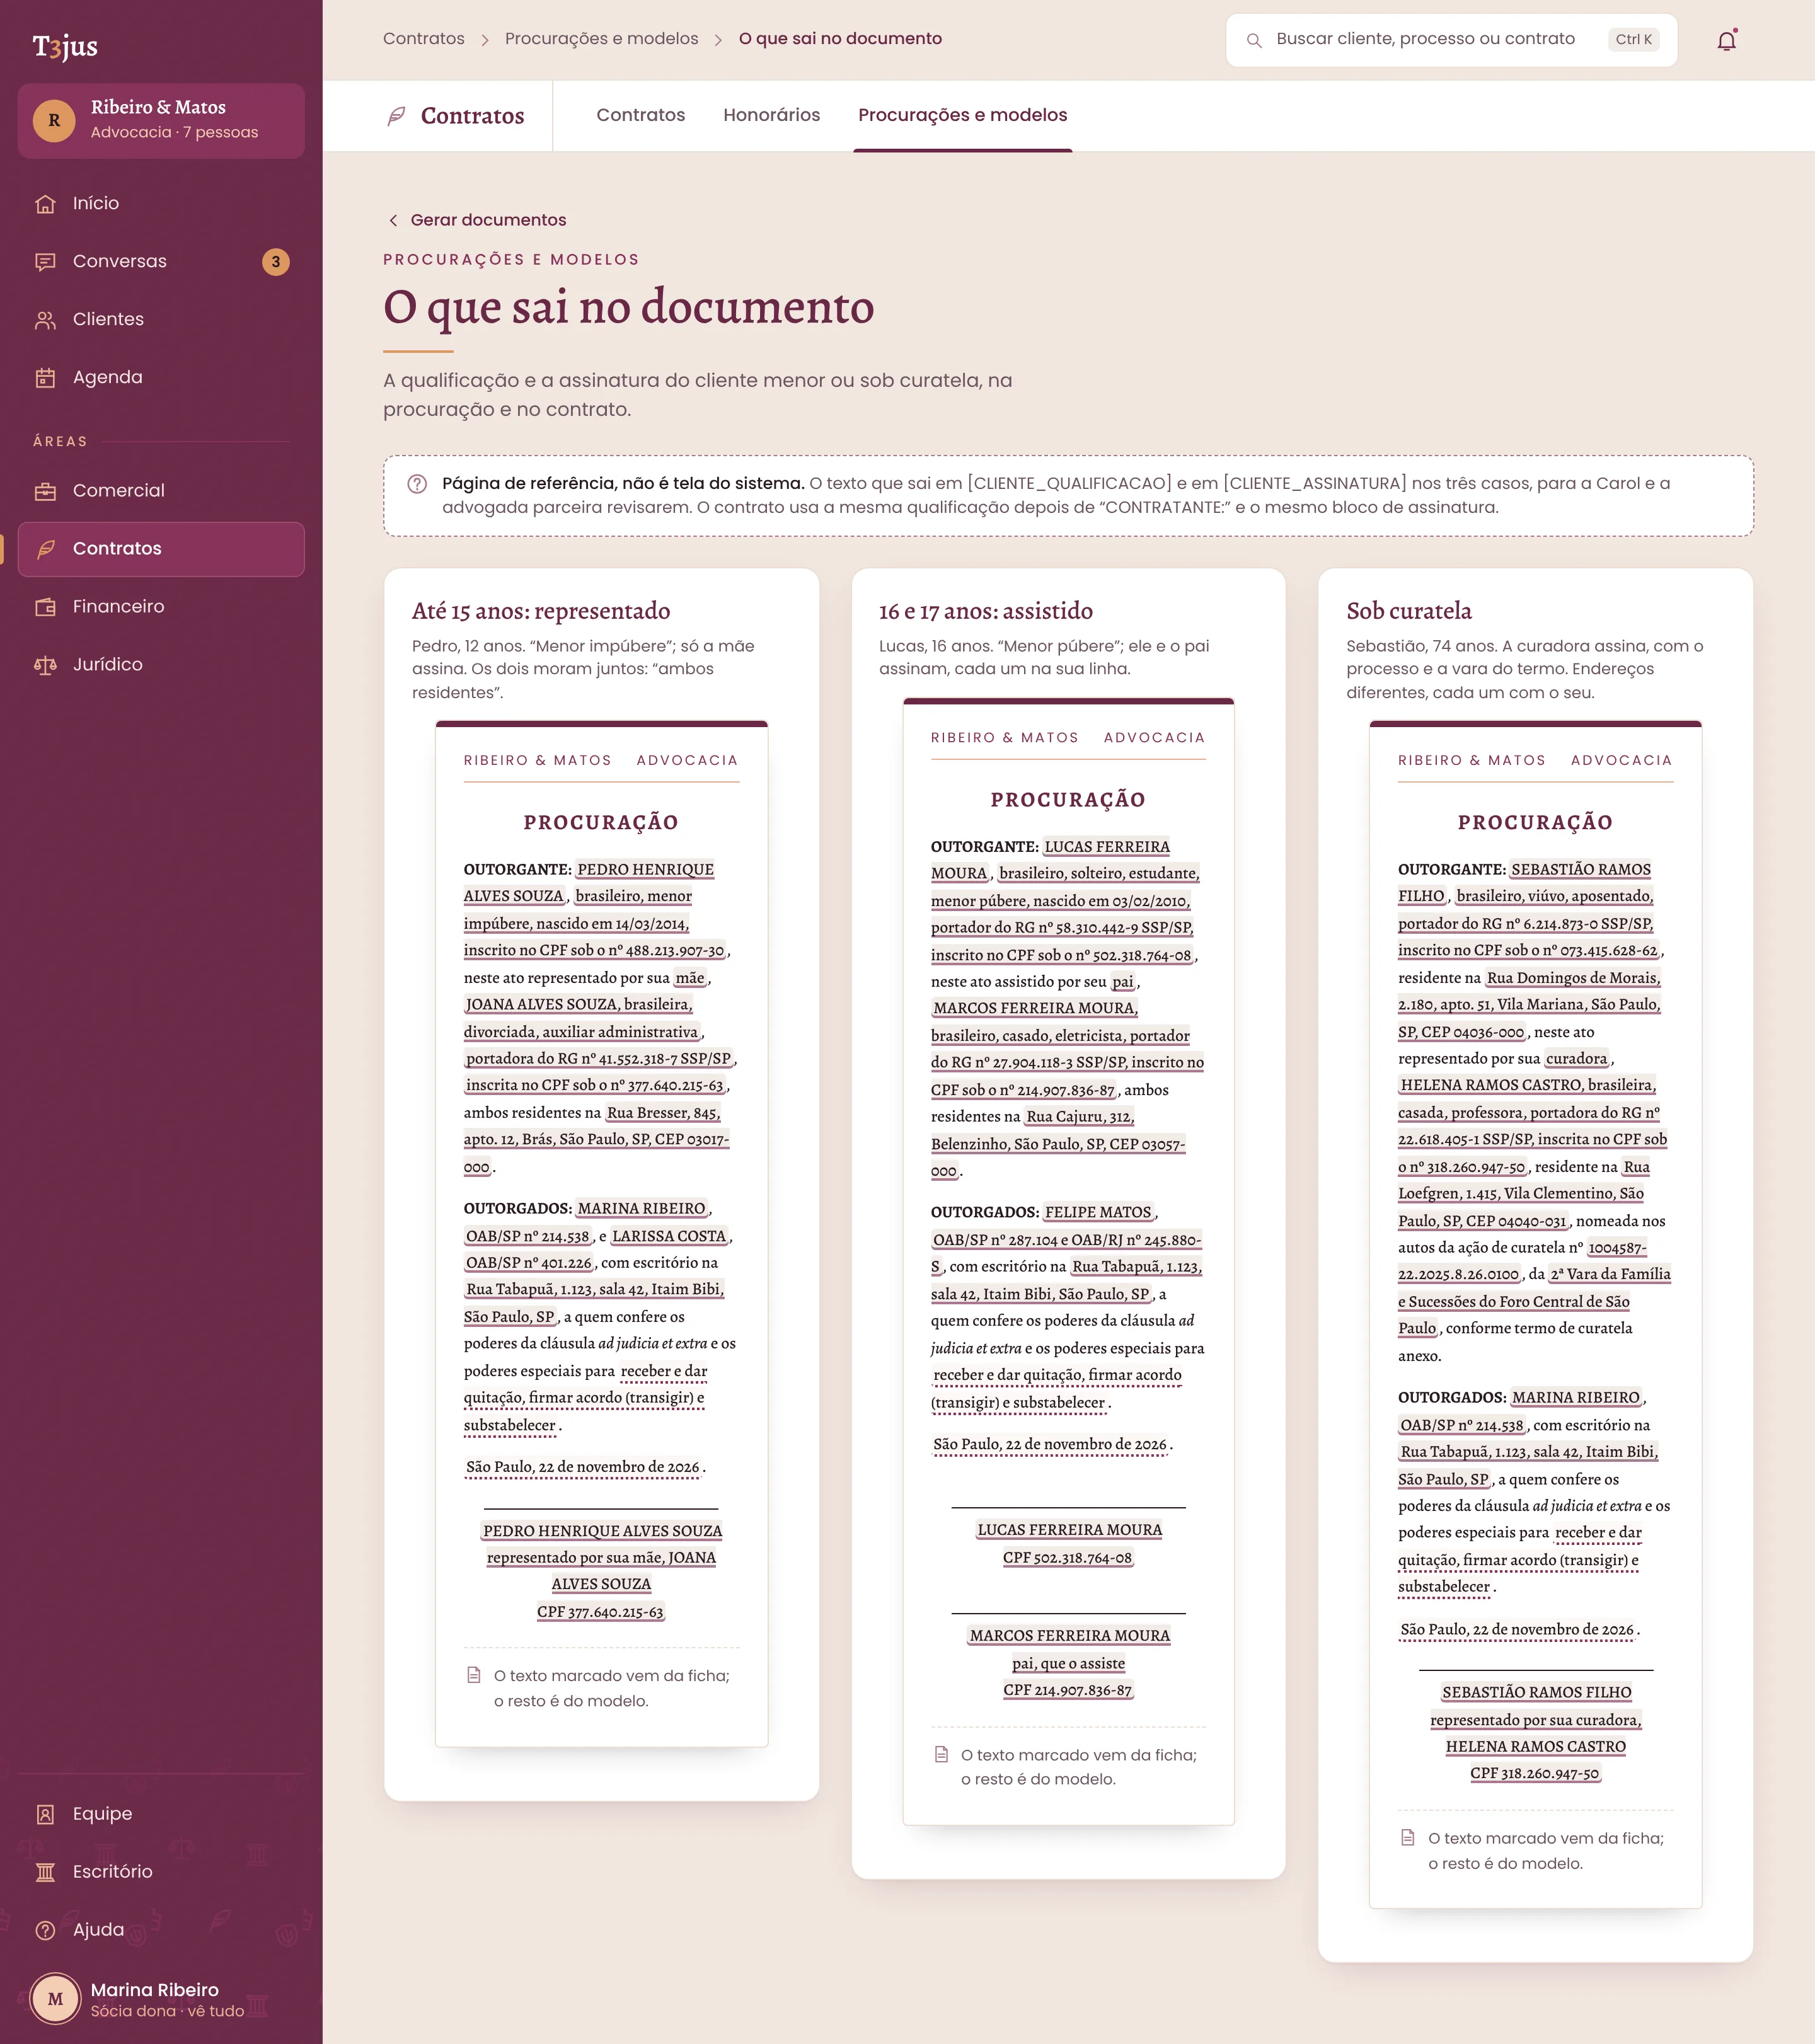 T3jus
R
Ribeiro & Matos
Advocacia · 7 pessoas
Início
Conversas
3
Clientes
Agenda
ÁREAS
Comercial
Contratos
Financeiro
Jurídico
Equipe
Escritório
Ajuda
M
Marina Ribeiro
Sócia dona · vê tudo
Contratos
Procurações e modelos
O que sai no documento
Buscar cliente, processo ou contrato
Ctrl K
Contratos
Contratos
Honorários
Procurações e modelos
Gerar documentos
PROCURAÇÕES E MODELOS
O que sai no documento
A qualificação e a assinatura do cliente menor ou sob curatela, na
procuração e no contrato.
Página de referência, não é tela do sistema. O texto que sai em [CLIENTE_QUALIFICACAO] e em [CLIENTE_ASSINATURA] nos três casos, para a Carol e a
advogada parceira revisarem. O contrato usa a mesma qualificação depois de “CONTRATANTE:” e o mesmo bloco de assinatura.
Até 15 anos: representado
Pedro, 12 anos. “Menor impúbere”; só a mãe
assina. Os dois moram juntos: “ambos
residentes”.
RIBEIRO & MATOS
ADVOCACIA
PROCURAÇÃO
OUTORGANTE: PEDRO HENRIQUE
ALVES SOUZA, brasileiro, menor
impúbere, nascido em 14/03/2014,
inscrito no CPF sob o nº 488.213.907-30,
neste ato representado por sua mãe,
JOANA ALVES SOUZA, brasileira,
divorciada, auxiliar administrativa,
portadora do RG nº 41.552.318-7 SSP/SP,
inscrita no CPF sob o nº 377.640.215-63,
ambos residentes na Rua Bresser, 845,
apto. 12, Brás, São Paulo, SP, CEP 03017-
000.
OUTORGADOS: MARINA RIBEIRO,
OAB/SP nº 214.538, e LARISSA COSTA,
OAB/SP nº 401.226, com escritório na
Rua Tabapuã, 1.123, sala 42, Itaim Bibi,
São Paulo, SP, a quem confere os
poderes da cláusula ad judicia et extra e os
poderes especiais para receber e dar
quitação, firmar acordo (transigir) e
substabelecer.
São Paulo, 22 de novembro de 2026.
PEDRO HENRIQUE ALVES SOUZA
representado por sua mãe, JOANA
ALVES SOUZA
CPF 377.640.215-63
O texto marcado vem da ficha;
o resto é do modelo.
16 e 17 anos: assistido
Lucas, 16 anos. “Menor púbere”; ele e o pai
assinam, cada um na sua linha.
RIBEIRO & MATOS
ADVOCACIA
PROCURAÇÃO
OUTORGANTE: LUCAS FERREIRA
MOURA, brasileiro, solteiro, estudante,
menor púbere, nascido em 03/02/2010,
portador do RG nº 58.310.442-9 SSP/SP,
inscrito no CPF sob o nº 502.318.764-08,
neste ato assistido por seu pai,
MARCOS FERREIRA MOURA,
brasileiro, casado, eletricista, portador
do RG nº 27.904.118-3 SSP/SP, inscrito no
CPF sob o nº 214.907.836-87, ambos
residentes na Rua Cajuru, 312,
Belenzinho, São Paulo, SP, CEP 03057-
000.
OUTORGADOS: FELIPE MATOS,
OAB/SP nº 287.104 e OAB/RJ nº 245.880-
S, com escritório na Rua Tabapuã, 1.123,
sala 42, Itaim Bibi, São Paulo, SP, a
quem confere os poderes da cláusula ad
judicia et extra e os poderes especiais para
receber e dar quitação, firmar acordo
(transigir) e substabelecer.
São Paulo, 22 de novembro de 2026.
LUCAS FERREIRA MOURA
CPF 502.318.764-08
MARCOS FERREIRA MOURA
pai, que o assiste
CPF 214.907.836-87
O texto marcado vem da ficha;
o resto é do modelo.
Sob curatela
Sebastião, 74 anos. A curadora assina, com o
processo e a vara do termo. Endereços
diferentes, cada um com o seu.
RIBEIRO & MATOS
ADVOCACIA
PROCURAÇÃO
OUTORGANTE: SEBASTIÃO RAMOS
FILHO, brasileiro, viúvo, aposentado,
portador do RG nº 6.214.873-0 SSP/SP,
inscrito no CPF sob o nº 073.415.628-62,
residente na Rua Domingos de Morais,
2.180, apto. 51, Vila Mariana, São Paulo,
SP, CEP 04036-000, neste ato
representado por sua curadora,
HELENA RAMOS CASTRO, brasileira,
casada, professora, portadora do RG nº
22.618.405-1 SSP/SP, inscrita no CPF sob
o nº 318.260.947-50, residente na Rua
Loefgren, 1.415, Vila Clementino, São
Paulo, SP, CEP 04040-031, nomeada nos
autos da ação de curatela nº 1004587-
22.2025.8.26.0100, da 2ª Vara da Família
e Sucessões do Foro Central de São
Paulo, conforme termo de curatela
anexo.
OUTORGADOS: MARINA RIBEIRO,
OAB/SP nº 214.538, com escritório na
Rua Tabapuã, 1.123, sala 42, Itaim Bibi,
São Paulo, SP, a quem confere os
poderes da cláusula ad judicia et extra e os
poderes especiais para receber e dar
quitação, firmar acordo (transigir) e
substabelecer.
São Paulo, 22 de novembro de 2026.
SEBASTIÃO RAMOS FILHO
representado por sua curadora,
HELENA RAMOS CASTRO
CPF 318.260.947-50
O texto marcado vem da ficha;
o resto é do modelo.